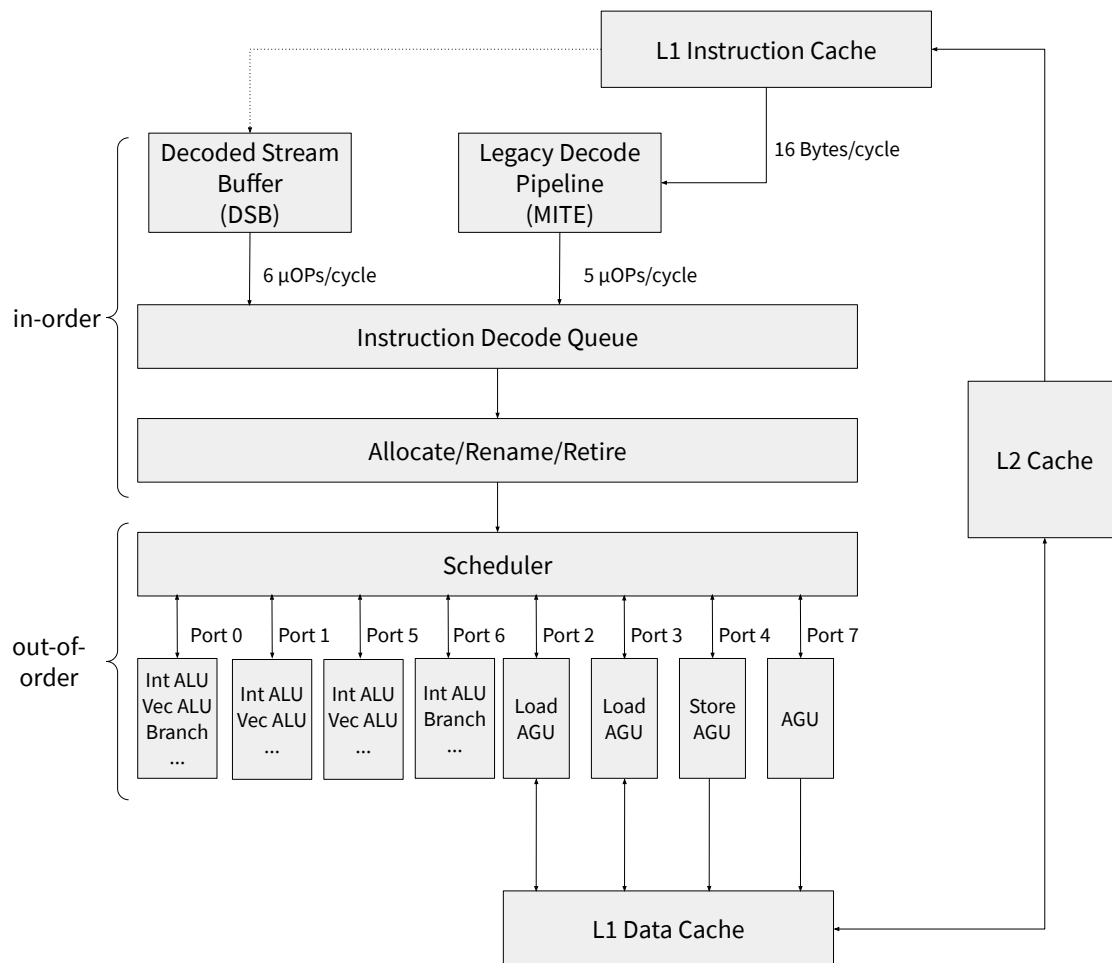 L1 Instruction Cache
16 Bytes/cycle
Decoded Stream
Buffer
(DSB)
Legacy Decode
Pipeline
(MITE)
6 μOPs/cycle
5 μOPs/cycle
in-order
Instruction Decode Queue
Allocate/Rename/Retire
L2 Cache
Scheduler
out-of-
order
Port 0
Port 1
Port 5
Port 6
Port 2
Port 3
Port 4
Port 7
Int ALU
Vec ALU
Branch
...
Int ALU
Vec ALU
...
Int ALU
Vec ALU
...
Int ALU
Branch
...
Load
AGU
Load
AGU
Store
AGU
AGU
L1 Data Cache